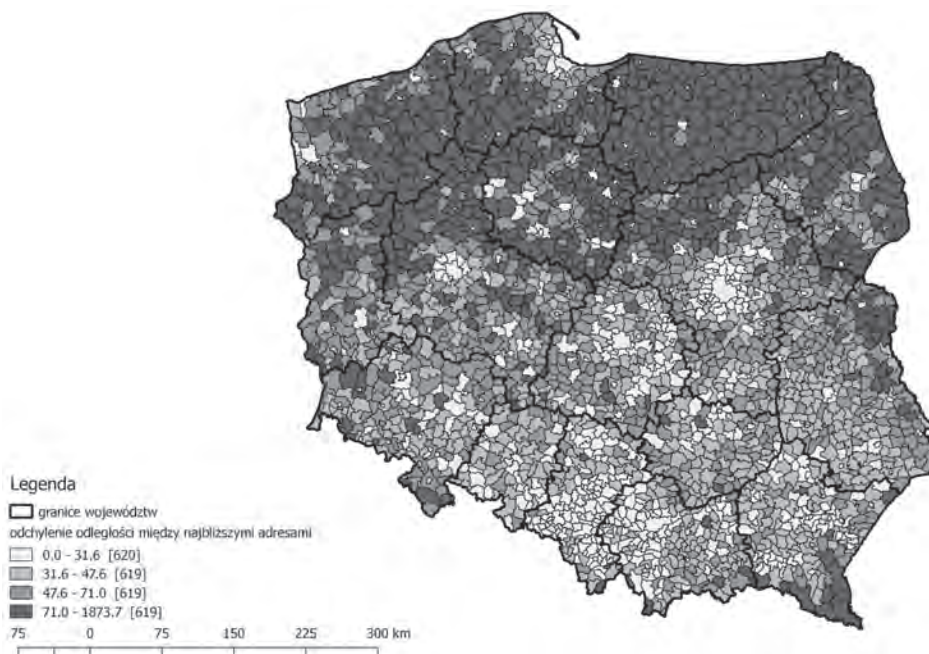 Legenda
granice województw
odchylenie odległości między najbliższymi adresami
0.0 - 31.6 [620]
31.6 - 47.6 [619]
47.6 - 71.0 [619]
71.0 - 1873.7 [619]
75 0 75 150 225 300 km